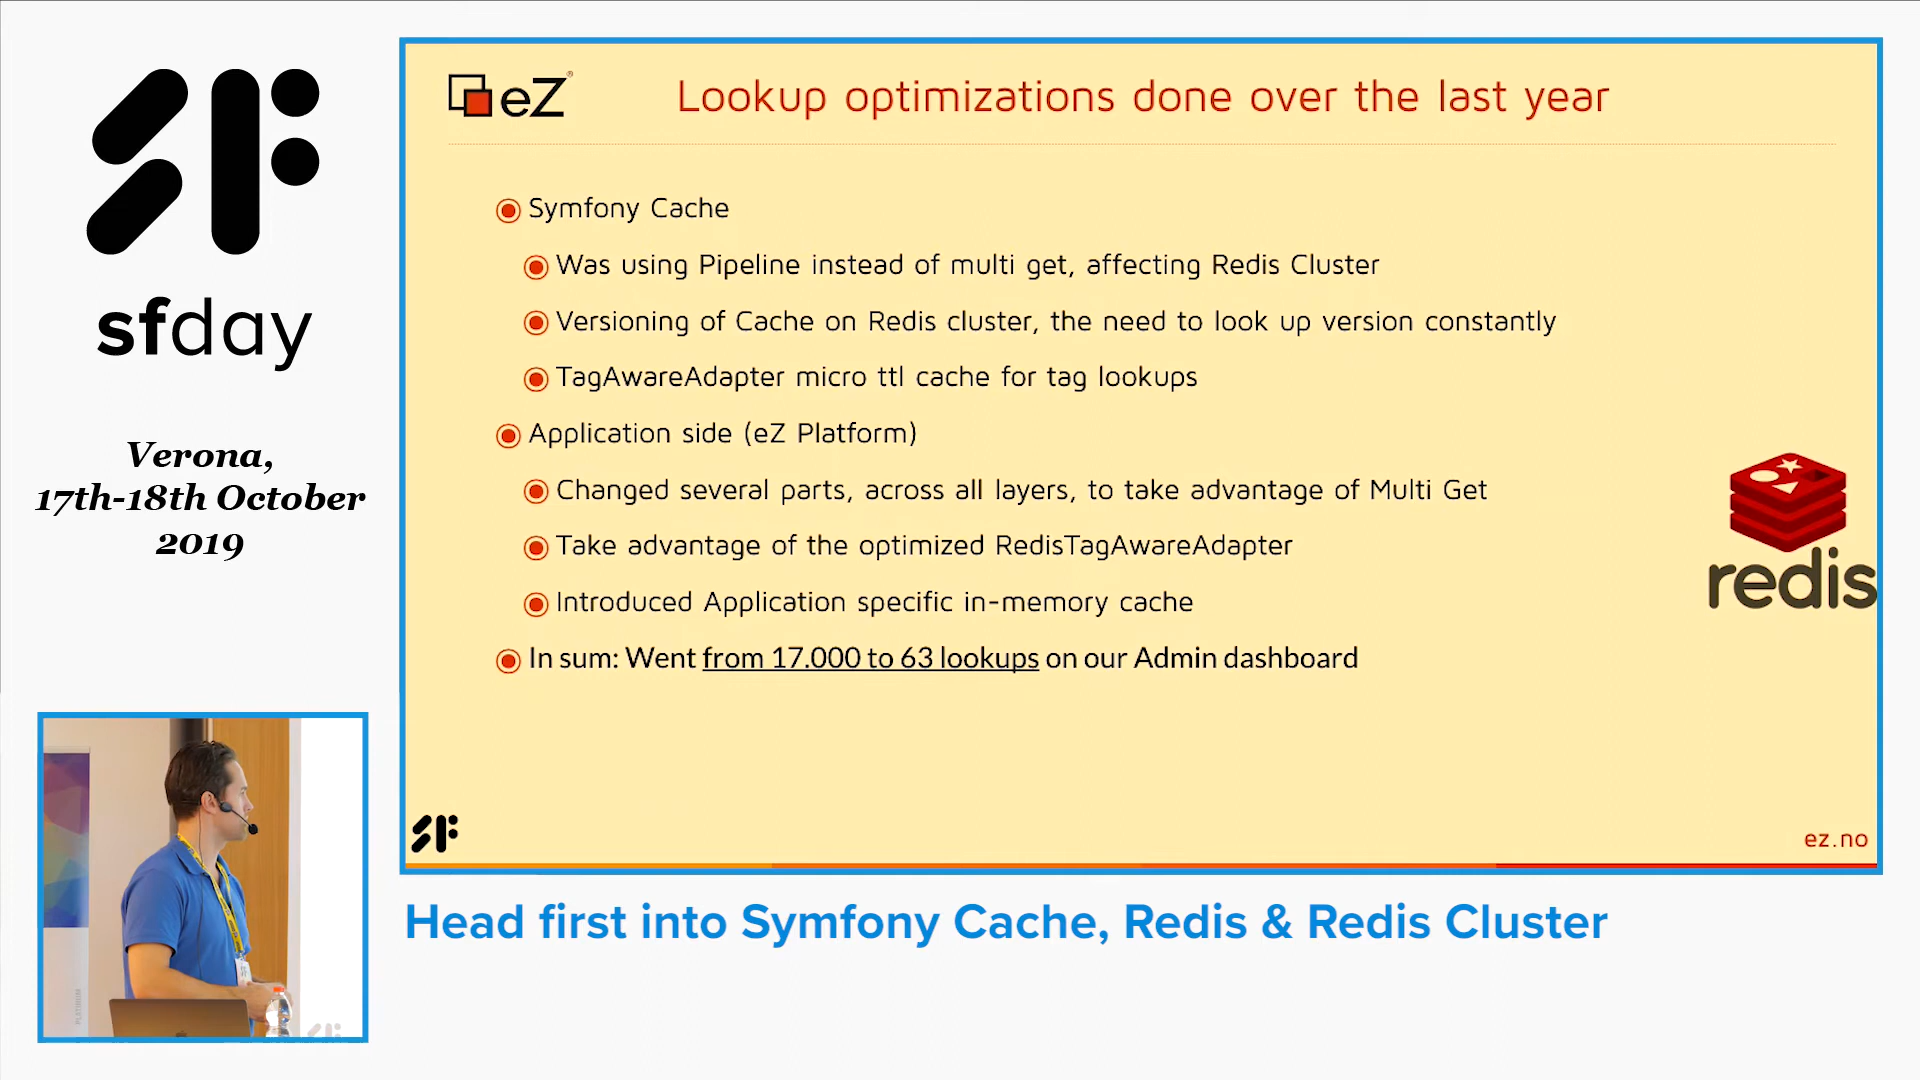 sfday
Verona,
17th-18th October
2019
eZ®
Lookup optimizations done over the last year
Symfony Cache
Was using Pipeline instead of multi get, affecting Redis Cluster
Versioning of Cache on Redis cluster, the need to look up version constantly
TagAwareAdapter micro ttl cache for tag lookups
Application side (eZ Platform)
Changed several parts, across all layers, to take advantage of Multi Get
Take advantage of the optimized RedisTagAwareAdapter
Introduced Application specific in-memory cache
In sum: Went from 17.000 to 63 lookups on our Admin dashboard
redis
ez.no
Head first into Symfony Cache, Redis & Redis Cluster
PLATINUM